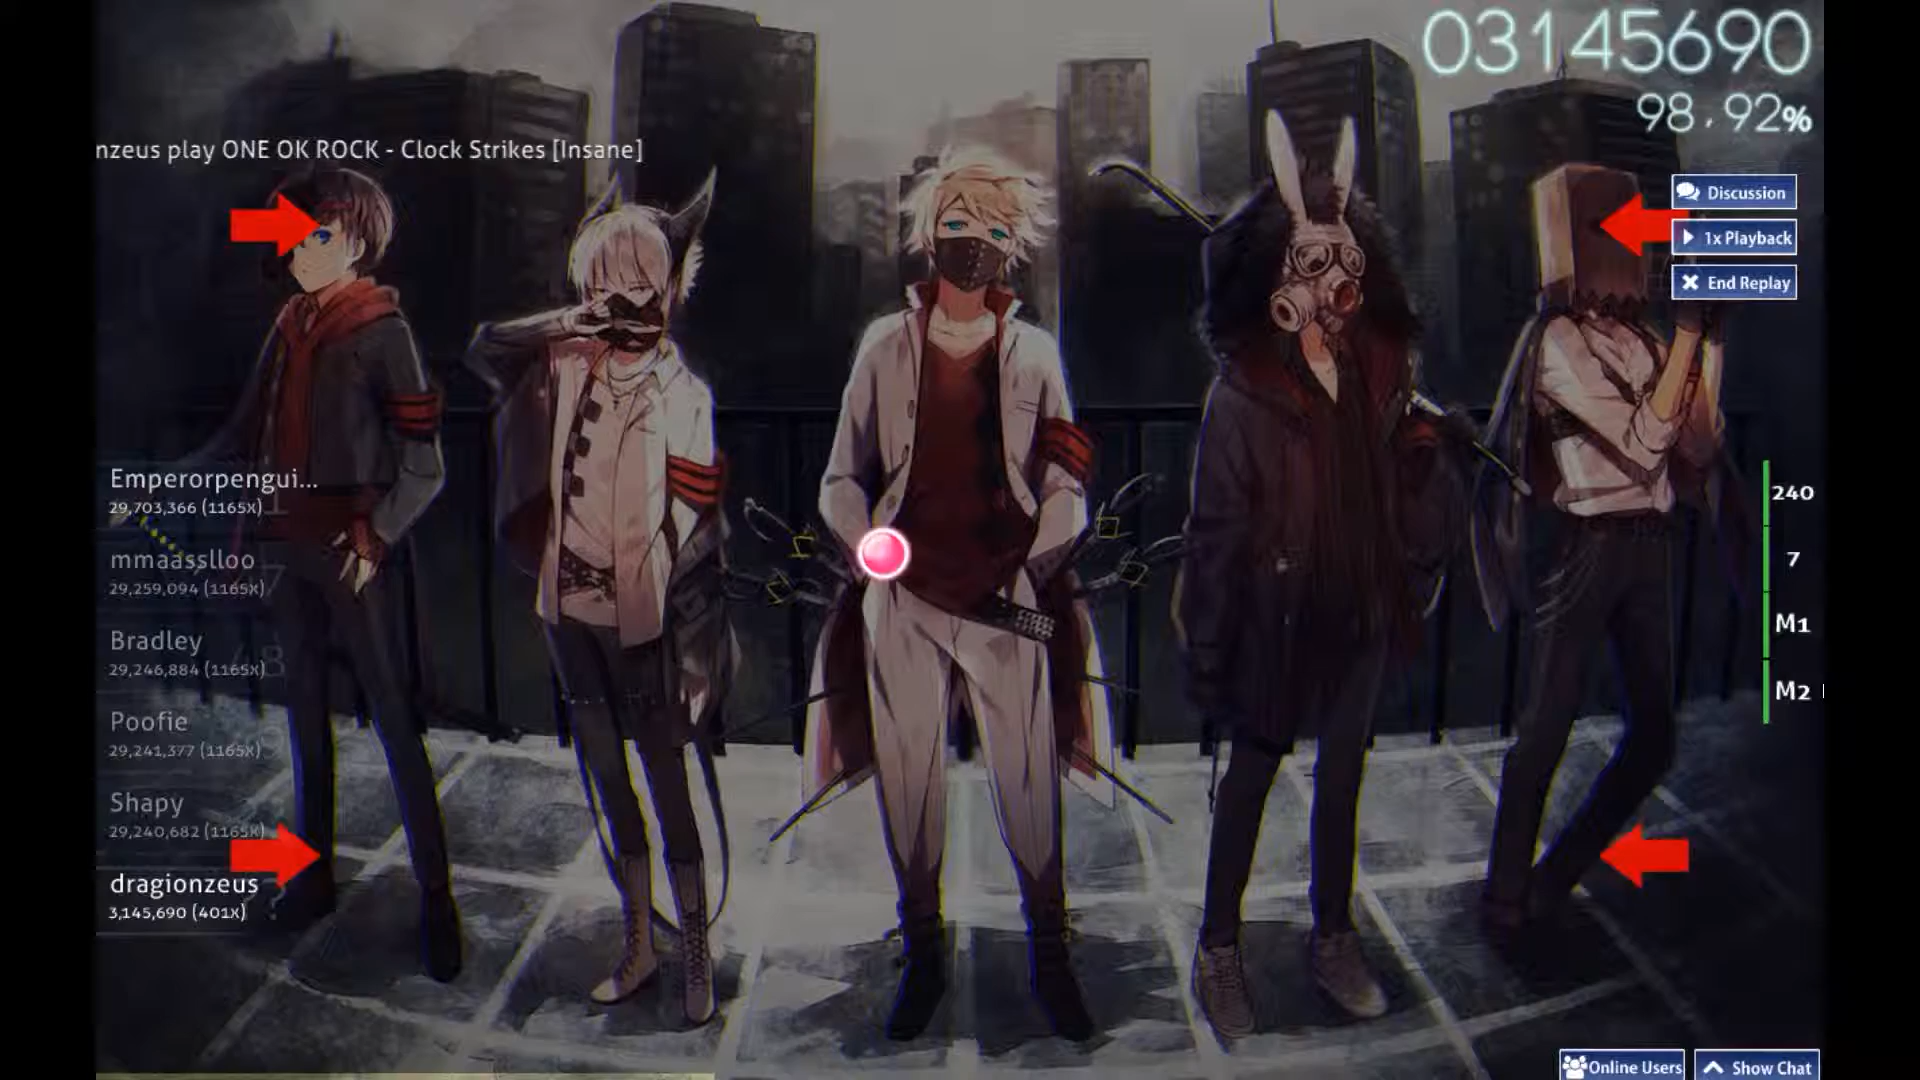 03145690
98.92%
nzeus play ONE OK ROCK - Clock Strikes [Insane]
Discussion
1x Playback
End Replay
Emperorpengui...
29,703,366 (1165x)
mmaasslloo
29,259,094 (1165x)
Bradley
29,246,884 (1165x)
Poofie
29,241,377 (1165x)
Shapy
29,240,682 (1165x)
dragionzeus
3,145,690 (401x)
240
7
M1
M2
Online Users
Show Chat